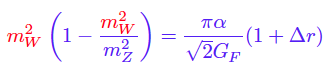 m_W^2 \left( 1 - \frac{m_W^2}{m_Z^2} \right) = \frac{\pi\alpha}{\sqrt{2}G_F} (1 + \Delta r)